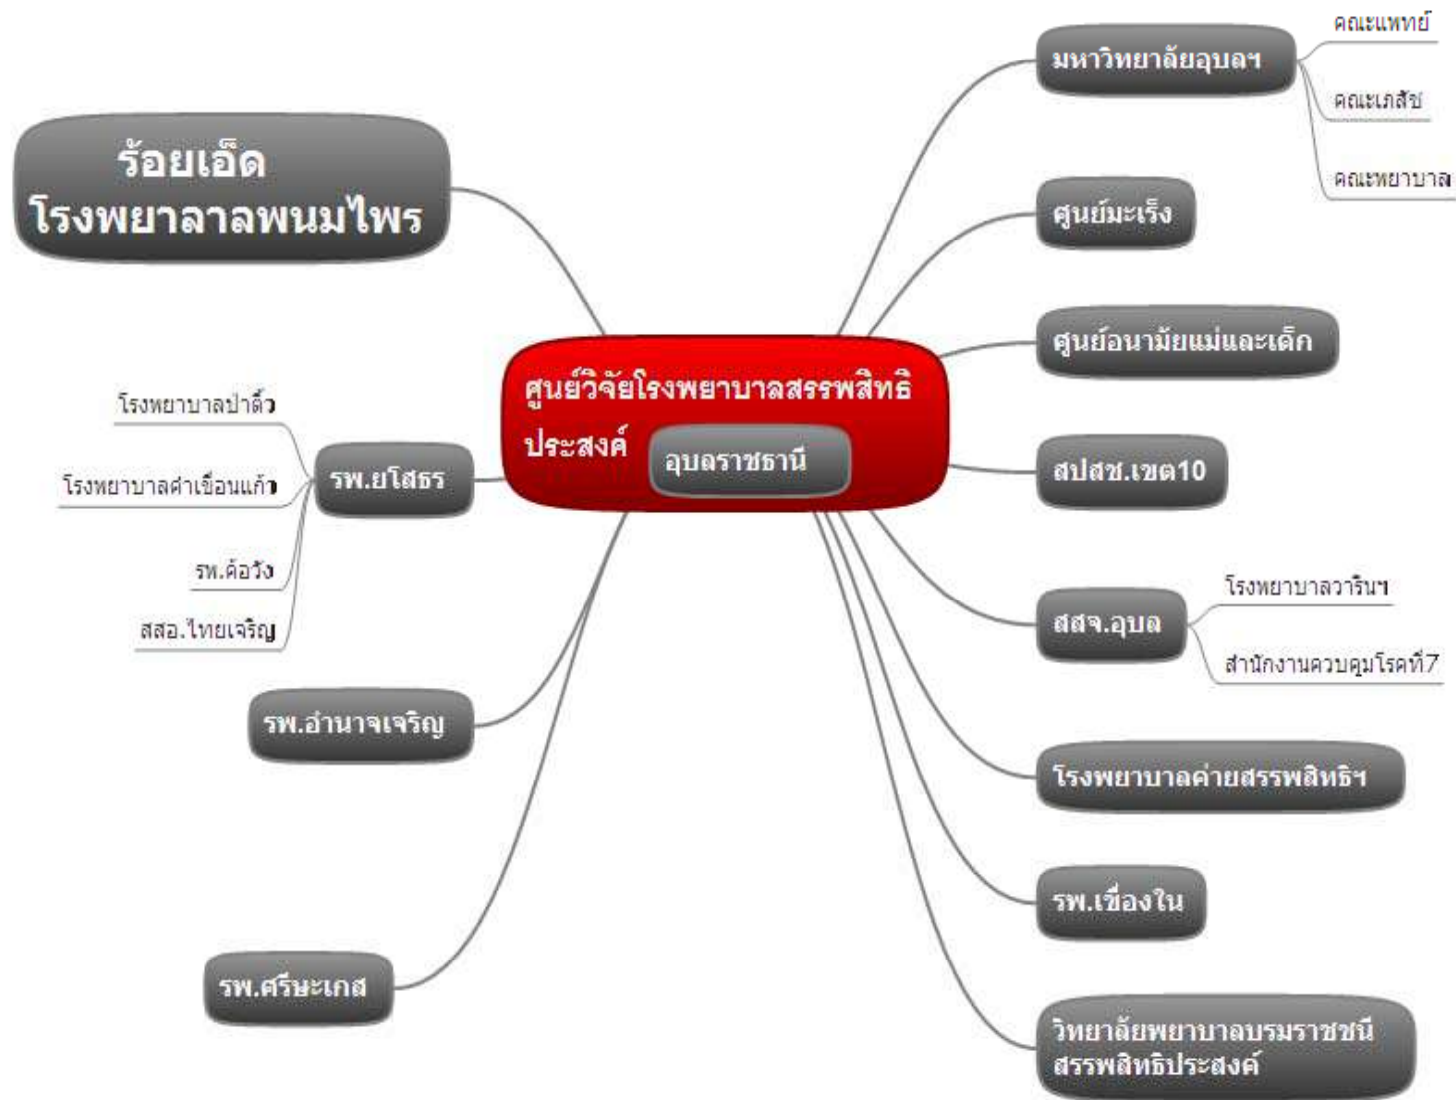 ร้อยเอ็ด
โรงพยาลาลพนมไพร
โรงพยาบาลป่าติ้ว
โรงพยาบาลคำเขื่อนแก้ว
รพ.ค้อวัง
สสอ.ไทยเจริญ
รพ.ยโสธร
รพ.อำนาจเจริญ
รพ.ศรีษะเกส
ศูนย์วิจัยโรงพยาบาลสรรพสิทธิ
ประสงค์
อุบลราชธานี
มหาวิทยาลัยอุบลฯ
คณะแพทย์
คณะเภสัช
คณะพยาบาล
ศูนย์มะเร็ง
ศูนย์อนามัยแม่และเด็ก
สปสช.เขต10
สสจ.อุบล
โรงพยาบาลวารินฯ
สำนักงานควบคุมโรคที่7
โรงพยาบาลค่ายสรรพสิทธิฯ
รพ.เขื่องใน
วิทยาลัยพยาบาลบรมราชชนี
สรรพสิทธิประสงค์